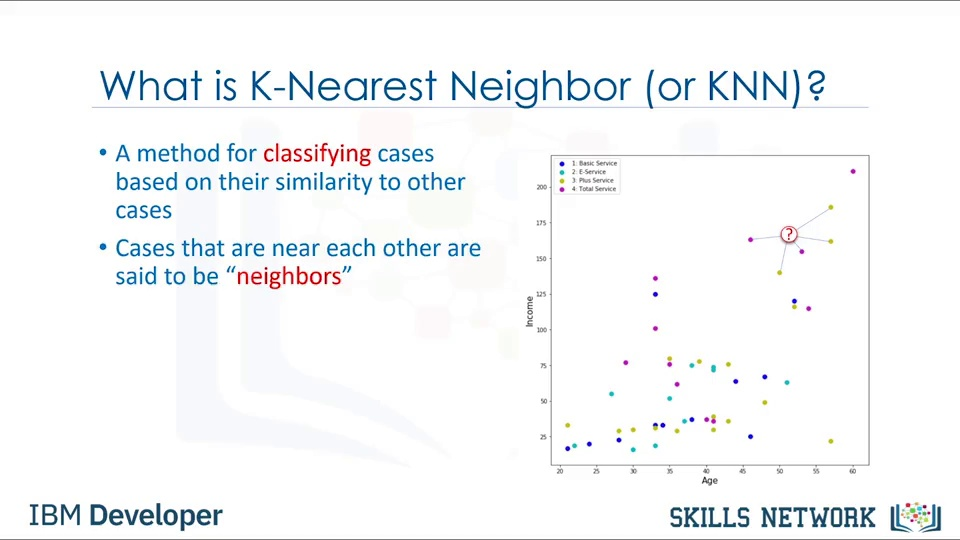 What is K-Nearest Neighbor (or KNN)?
• A method for classifying cases
based on their similarity to other
cases
• Cases that are near each other are
said to be “neighbors”
1: Basic Service
2: E-Service
3: Plus Service
4: Total Service
?
200
175
150
125
100
75
50
25
Income
20 25 30 35 40 45 50 55 60
Age
IBM Developer
SKILLS NETWORK